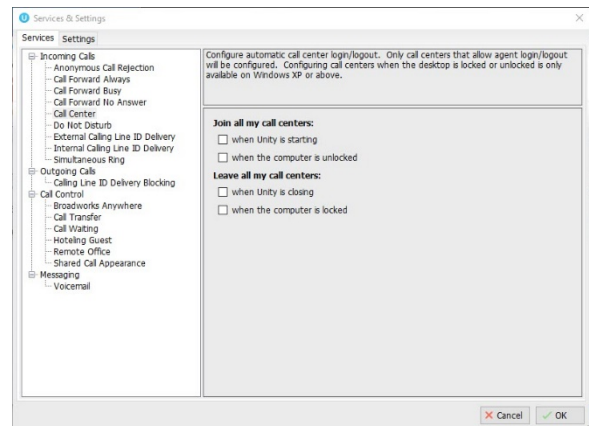 Services & Settings
Services Settings
Incoming Calls
Anonymous Call Rejection
Call Forward Always
Call Forward Busy
Call Forward No Answer
Call Center
Do Not Disturb
External Calling Line ID Delivery
Internal Calling Line ID Delivery
Simultaneous Ring
Outgoing Calls
Calling Line ID Delivery Blocking
Call Control
Broadworks Anywhere
Call Transfer
Call Waiting
Hoteling Guest
Remote Office
Shared Call Appearance
Messaging
Voicemail
Configure automatic call center login/logout. Only call centers that allow agent login/logout
will be configured. Configuring call centers when the desktop is locked or unlocked is only
available on Windows XP or above.
Join all my call centers:
when Unity is starting
when the computer is unlocked
Leave all my call centers:
when Unity is closing
when the computer is locked
Cancel OK